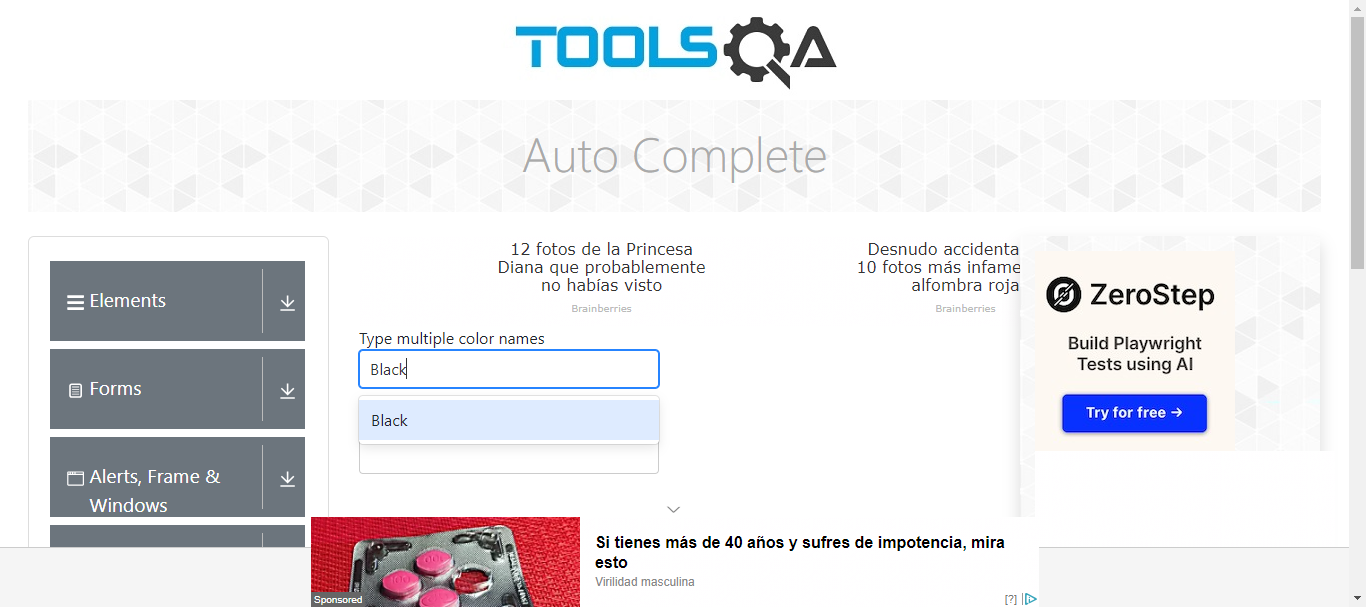 TOOLSQA
Auto Complete
Elements
Forms
Alerts, Frame &
Windows
12 fotos de la Princesa
Diana que probablemente
no habías visto
Brainberries
Desnudo accidenta
10 fotos más infame
alfombra roja
Brainberries
Type multiple color names
Black
Black
ZeroStep
Build Playwright
Tests using AI
Try for free →
Si tienes más de 40 años y sufres de impotencia, mira
esto
Virilidad masculina
Sponsored
[?]